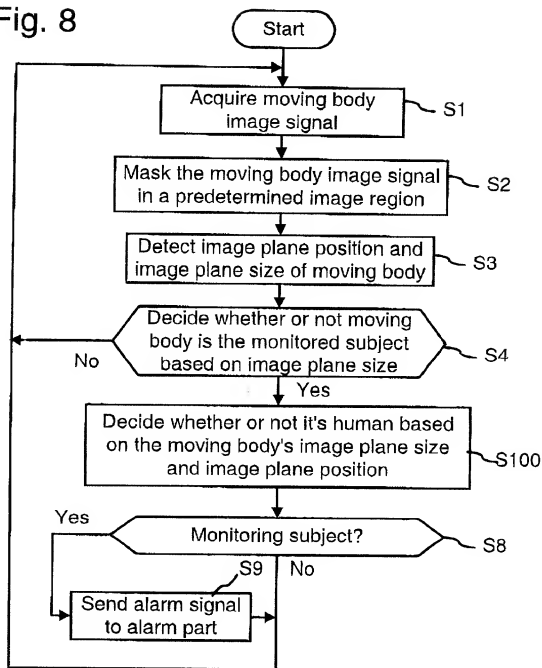 Fig. 8
Start
Acquire moving body
image signal
S1
Mask the moving body image signal
in a predetermined image region
S2
Detect image plane position and
image plane size of moving body
S3
Decide whether or not moving
body is the monitored subject
based on image plane size
S4
No
Yes
Decide whether or not it's human based
on the moving body's image plane size
and image plane position
S100
Yes
Monitoring subject?
S8
S9
No
Send alarm signal
to alarm part